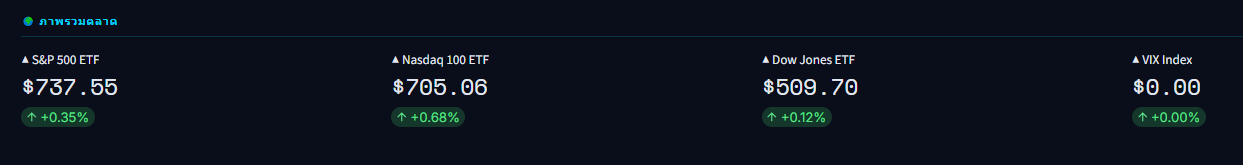 ภาพรวมตลาด
▲ S&P 500 ETF
$737.55
↑ +0.35%
▲ Nasdaq 100 ETF
$705.06
↑ +0.68%
▲ Dow Jones ETF
$509.70
↑ +0.12%
▲ VIX Index
$0.00
↑ +0.00%